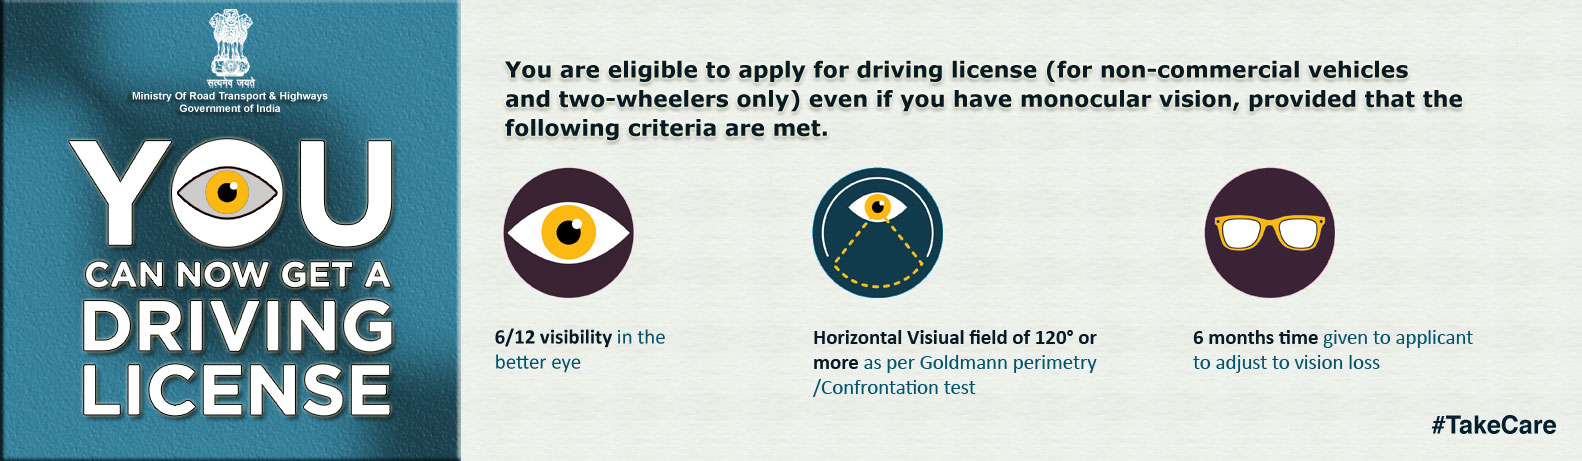 सत्यमेव जयते
Ministry Of Road Transport & Highways
Government of India
YOU
CAN NOW GET A
DRIVING
LICENSE
You are eligible to apply for driving license (for non-commercial vehicles
and two-wheelers only) even if you have monocular vision, provided that the
following criteria are met.
6/12 visibility in the
better eye
Horizontal Visiual field of 120° or
more as per Goldmann perimetry
/Confrontation test
6 months time given to applicant
to adjust to vision loss
#TakeCare